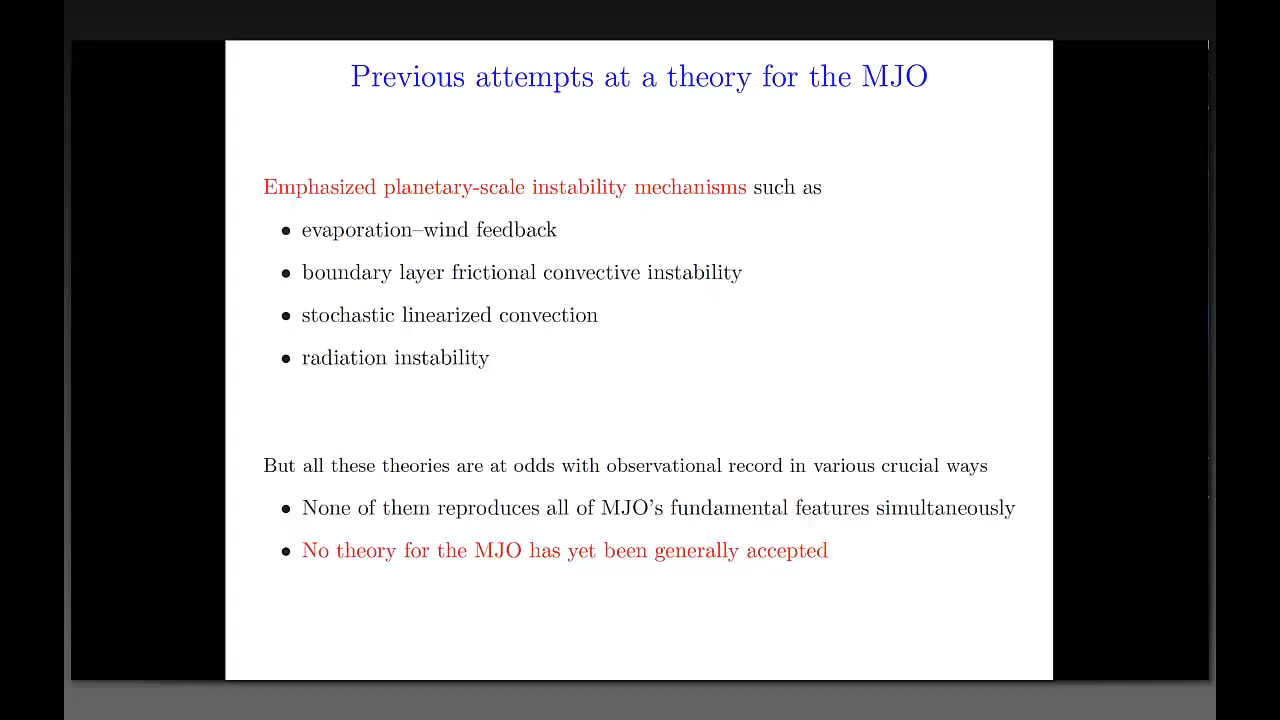 Previous attempts at a theory for the MJO
Emphasized planetary-scale instability mechanisms such as
• evaporation–wind feedback
• boundary layer frictional convective instability
• stochastic linearized convection
• radiation instability
But all these theories are at odds with observational record in various crucial ways
• None of them reproduces all of MJO's fundamental features simultaneously
• No theory for the MJO has yet been generally accepted